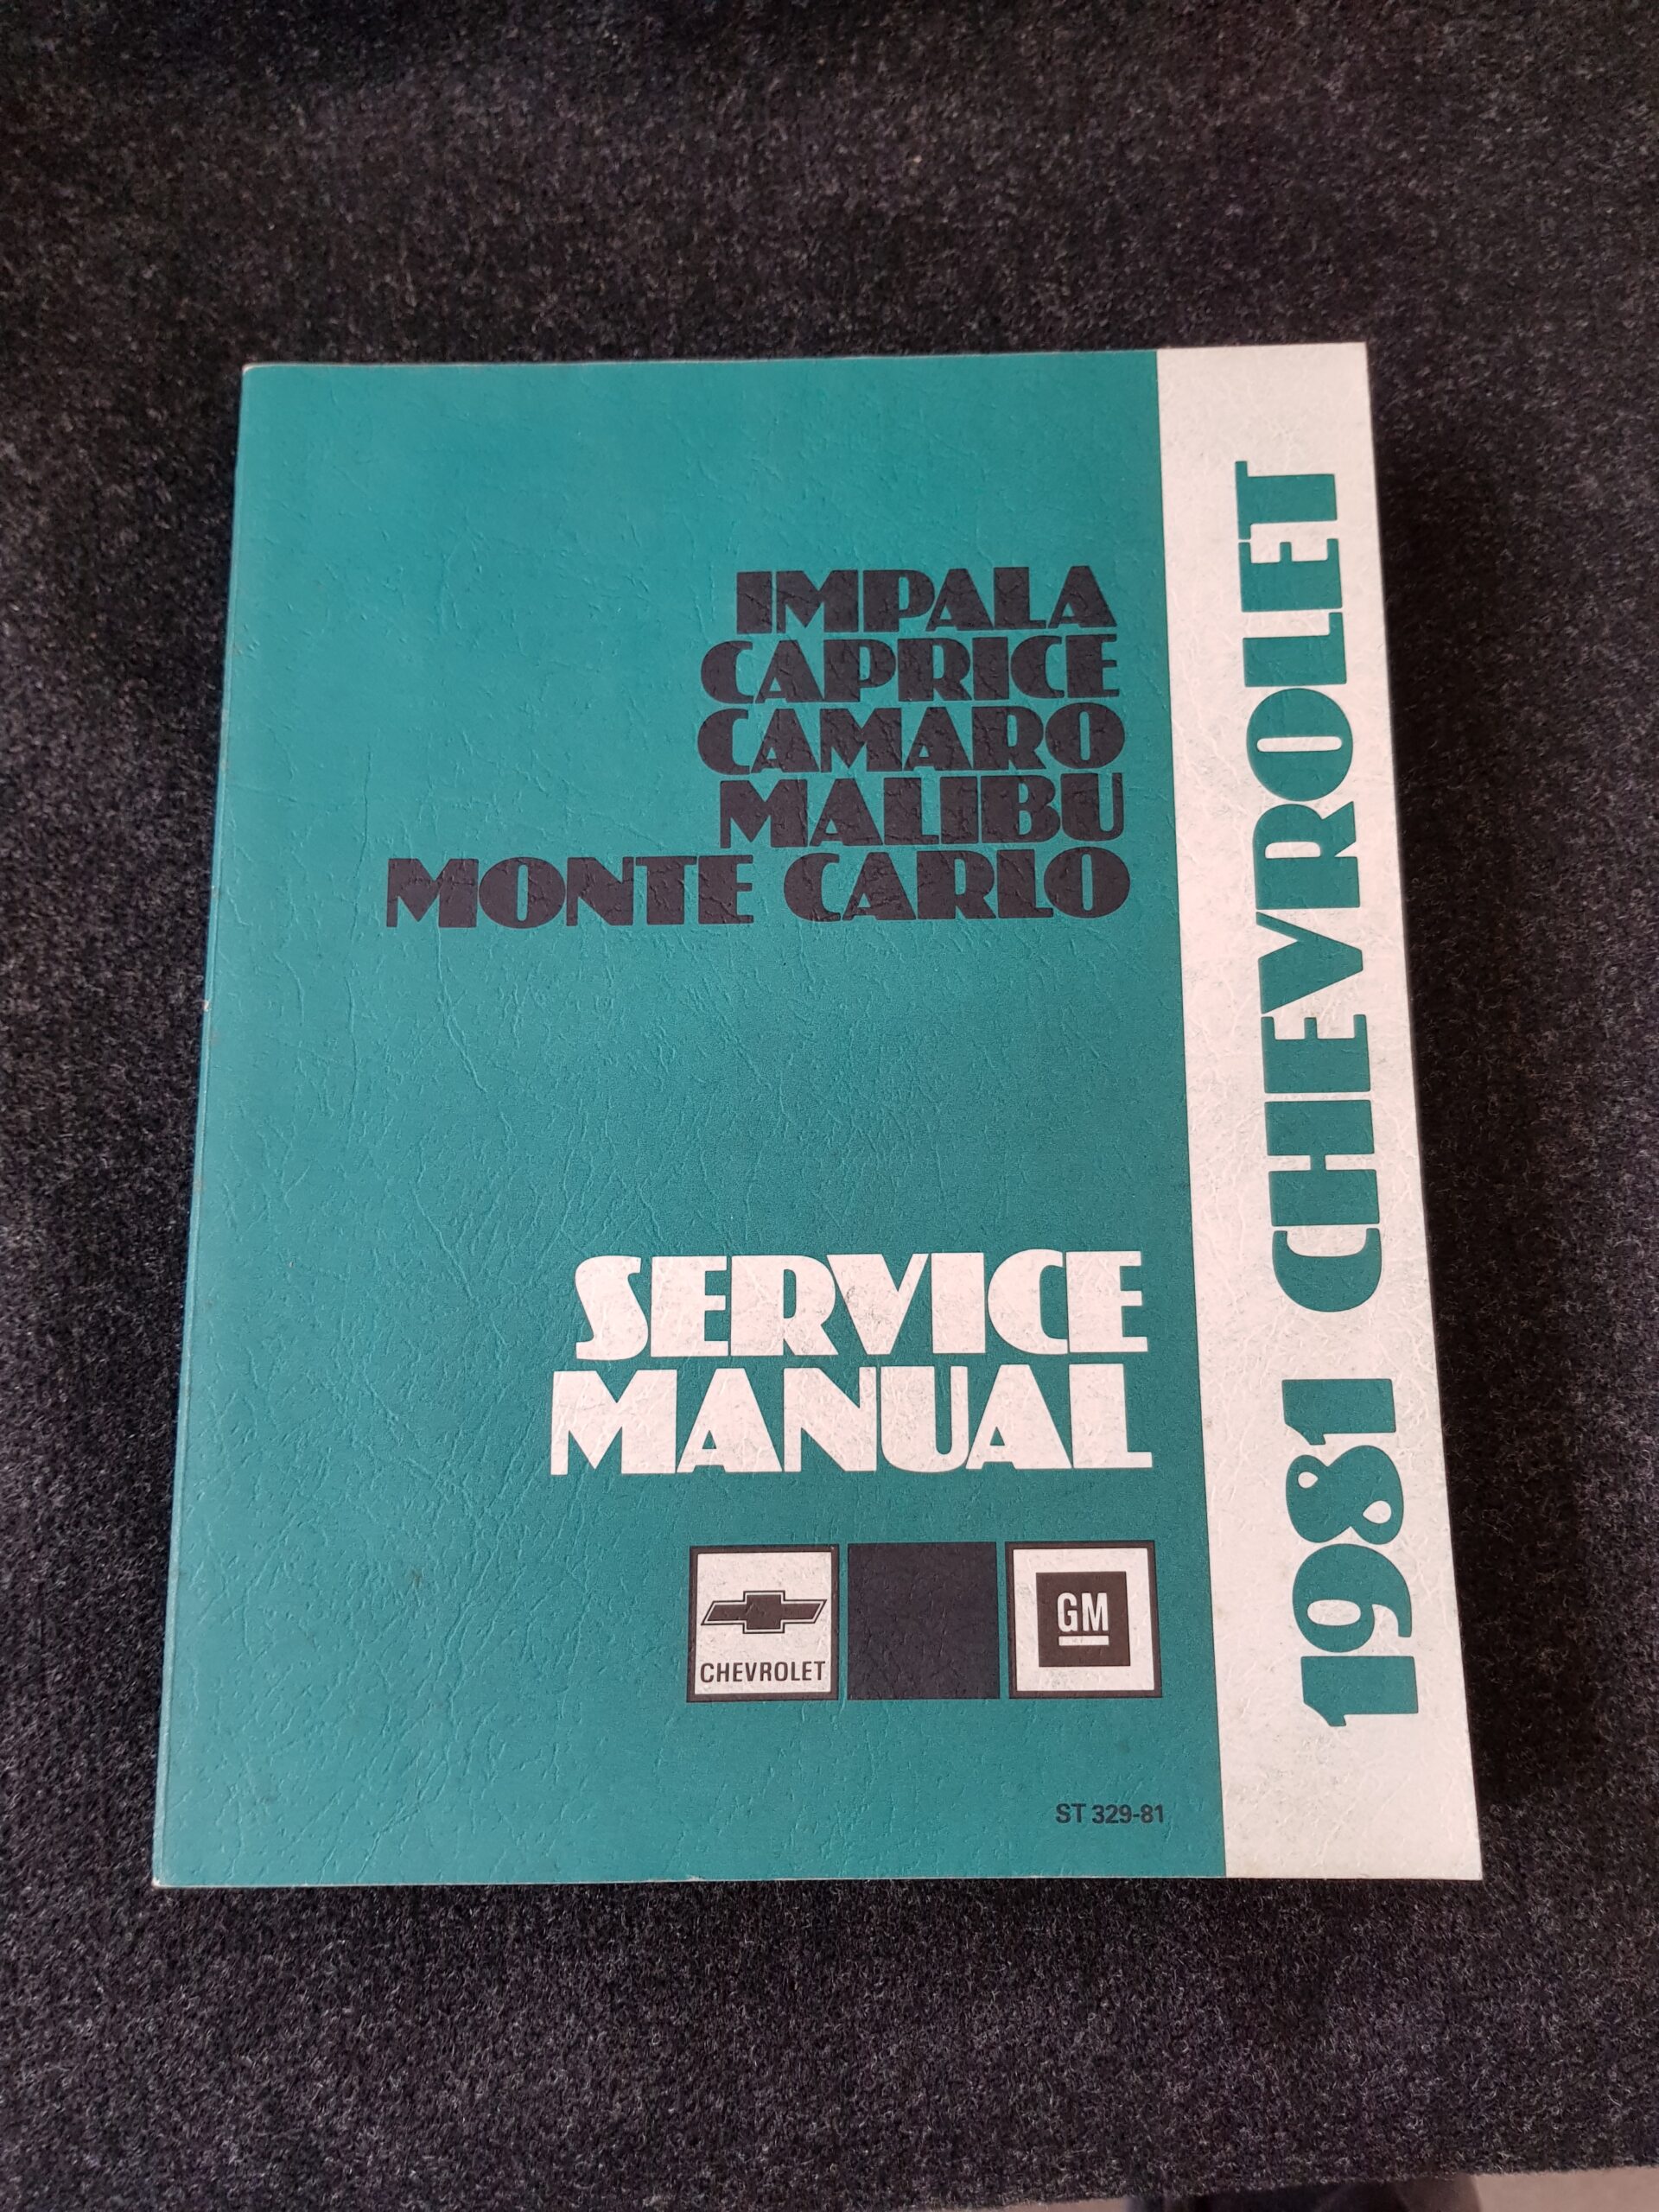 IMPALA
CAPRICE
CAMARO
MALIBU
MONTE CARLO
SERVICE
MANUAL
CHEVROLET
GM
ST 329-81
1981 CHEVROLET